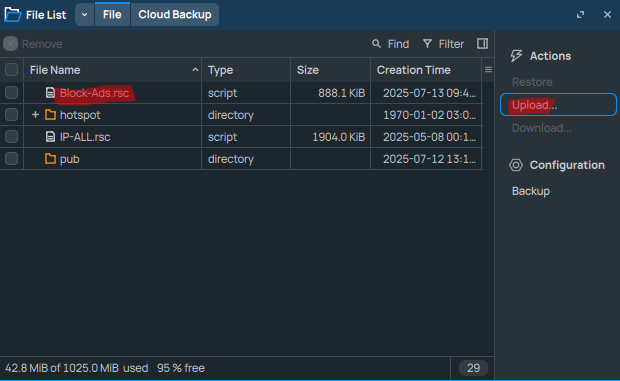 File List File Cloud Backup
Remove Find Filter
File Name Type Size Creation Time
Block-Ads.rsc script 888.1 KiB 2025-07-13 09:4...
+ hotspot directory 1970-01-02 03:0...
IP-ALL.rsc script 1904.0 KiB 2025-05-08 00:1...
pub directory 2025-07-12 13:1...
42.8 MiB of 1025.0 MiB used 95 % free 29
Actions
Restore
Upload...
Download...
Configuration
Backup